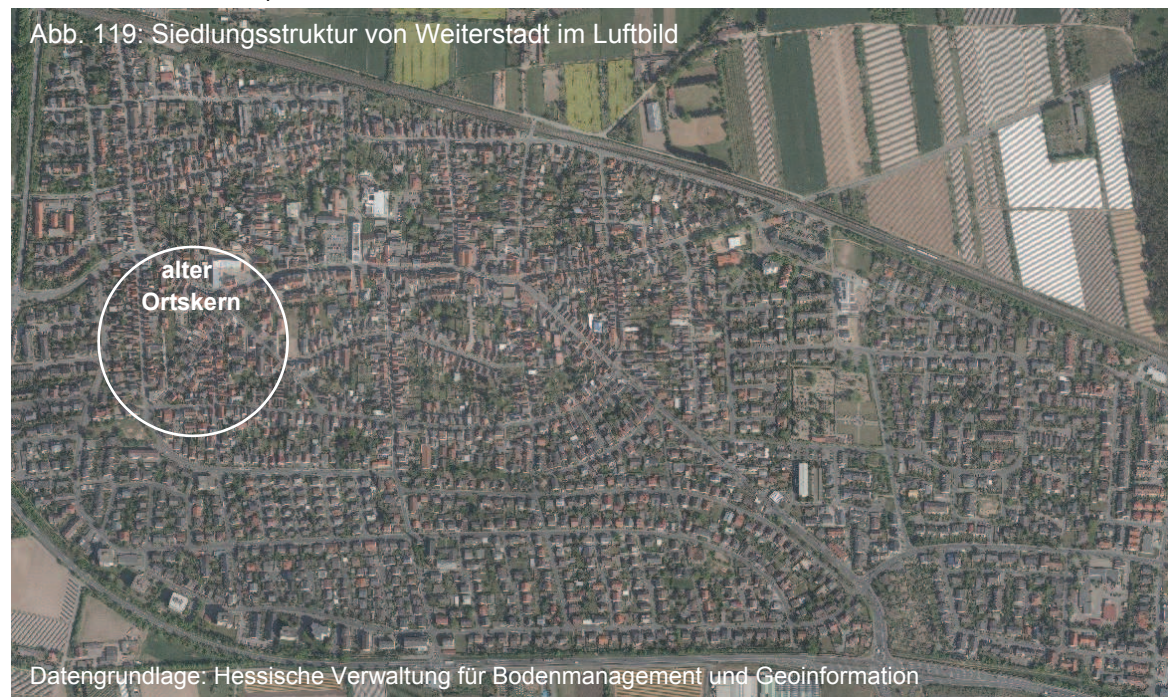 Abb. 119: Siedlungsstruktur von Weiterstadt im Luftbild
alter
Ortskern
Datengrundlage: Hessische Verwaltung für Bodenmanagement und Geoinformation